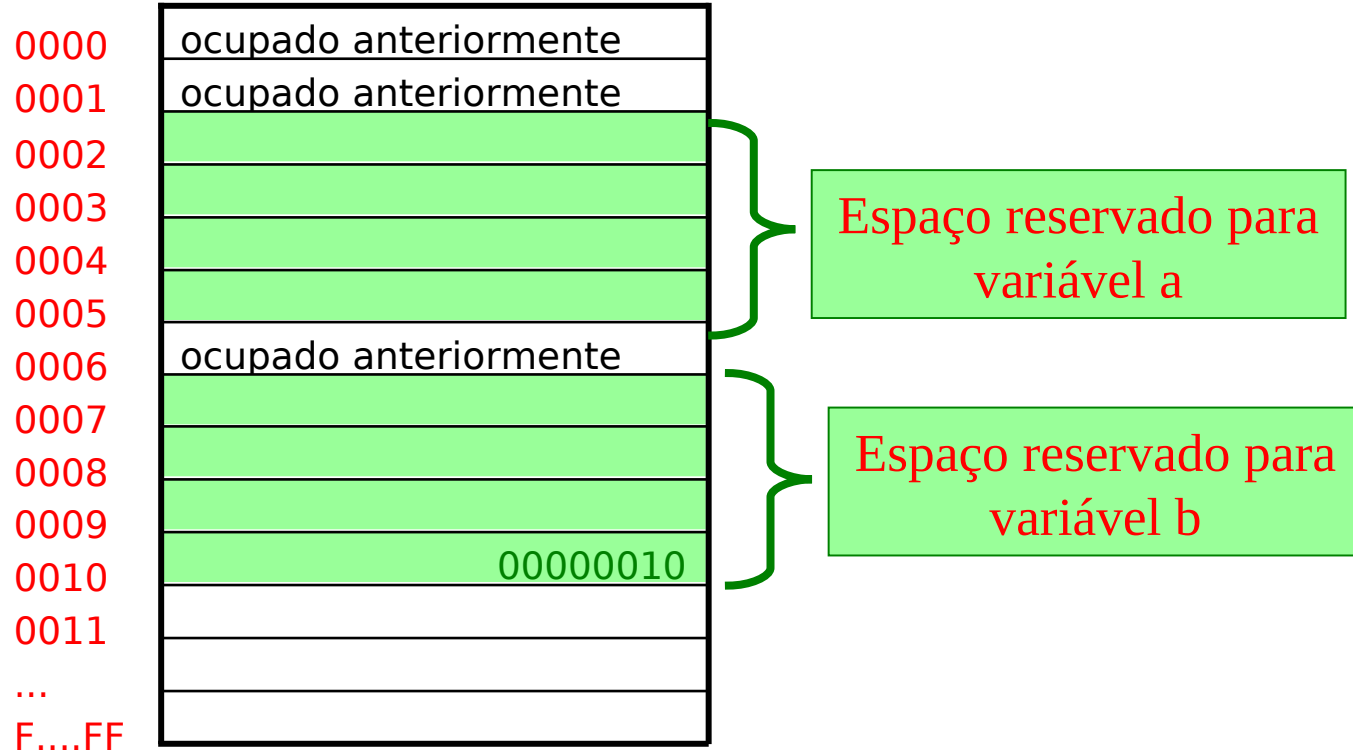 0000 ocupado anteriormente
0001 ocupado anteriormente
0002
0003
0004
0005
Espaço reservado para
variável a
0006 ocupado anteriormente
0007
0008
0009
0010 00000010
Espaço reservado para
variável b
0011
...
F....FF